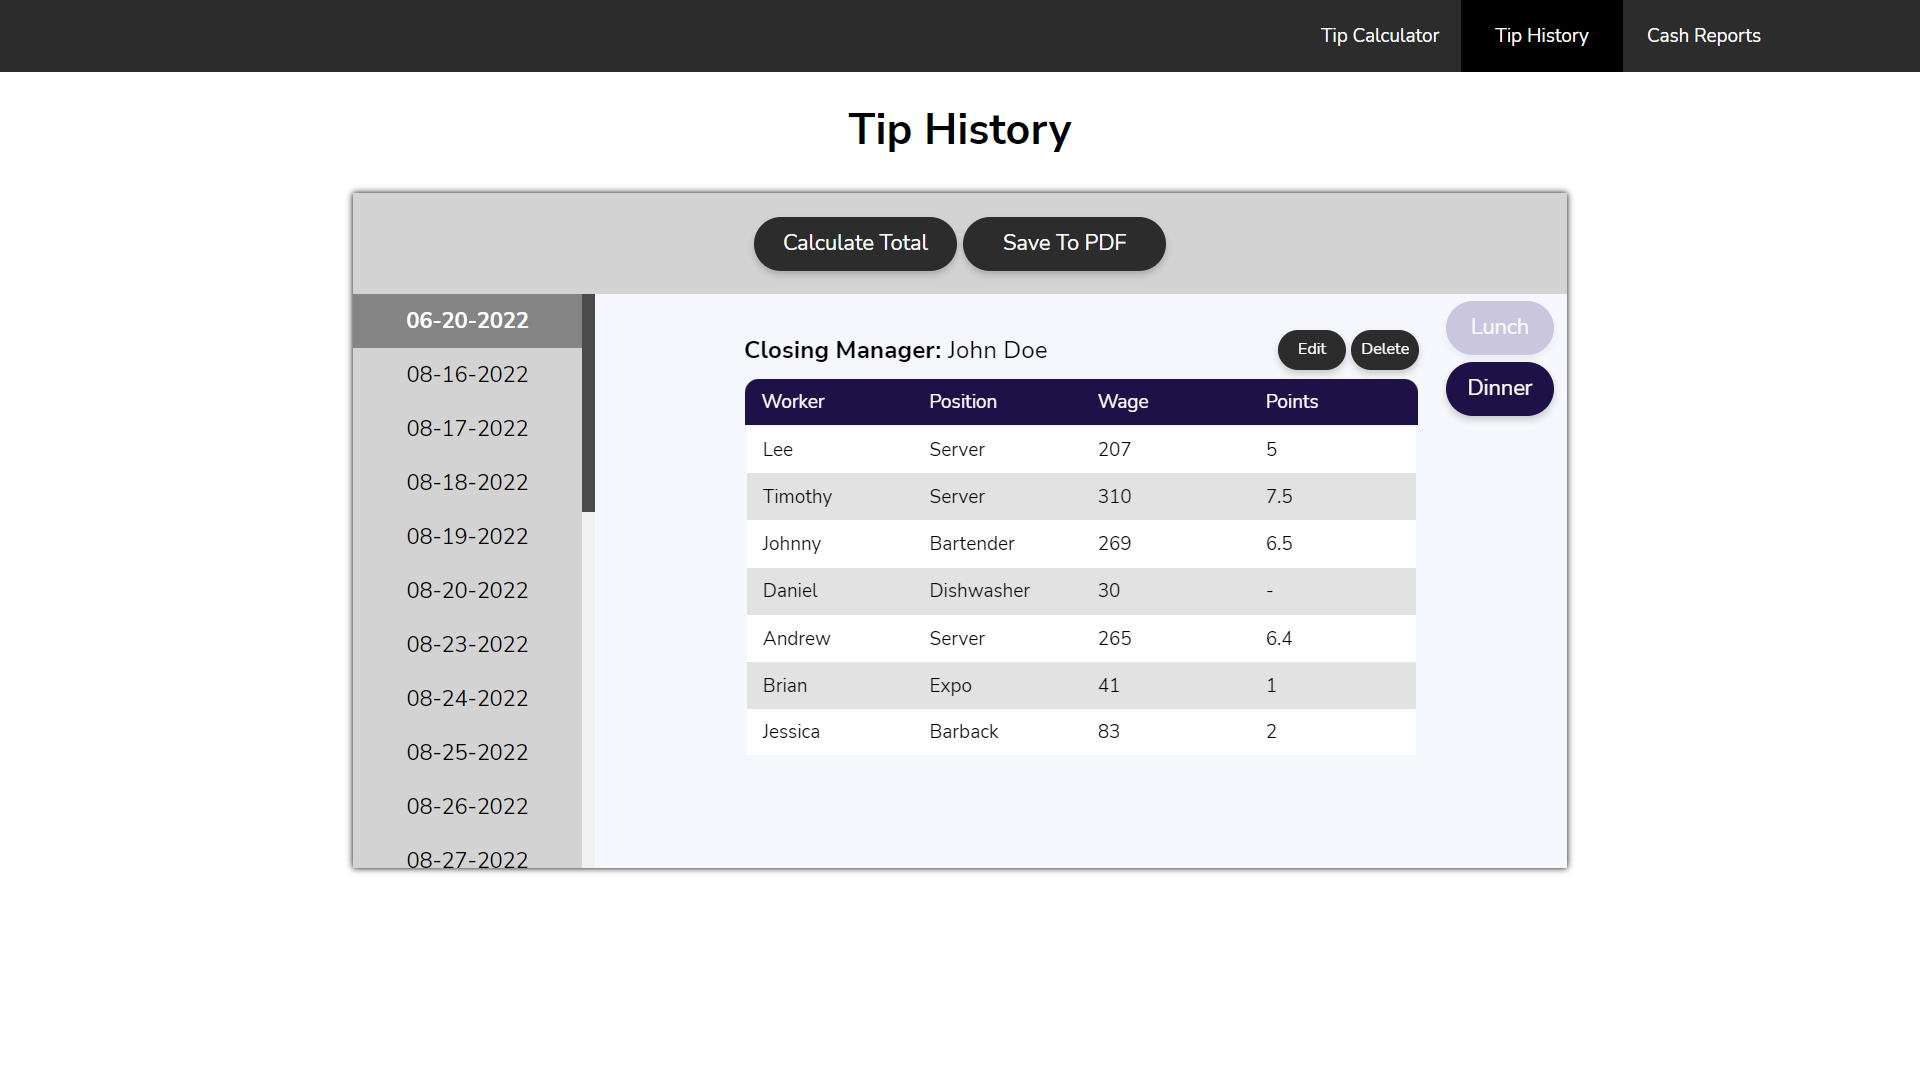 Tip Calculator Tip History Cash Reports
Tip History
Calculate Total Save To PDF
06-20-2022
08-16-2022
08-17-2022
08-18-2022
08-19-2022
08-20-2022
08-23-2022
08-24-2022
08-25-2022
08-26-2022
08-27-2022
Closing Manager: John Doe Edit Delete
Worker Position Wage Points
Lee Server 207 5
Timothy Server 310 7.5
Johnny Bartender 269 6.5
Daniel Dishwasher 30 -
Andrew Server 265 6.4
Brian Expo 41 1
Jessica Barback 83 2
Lunch
Dinner